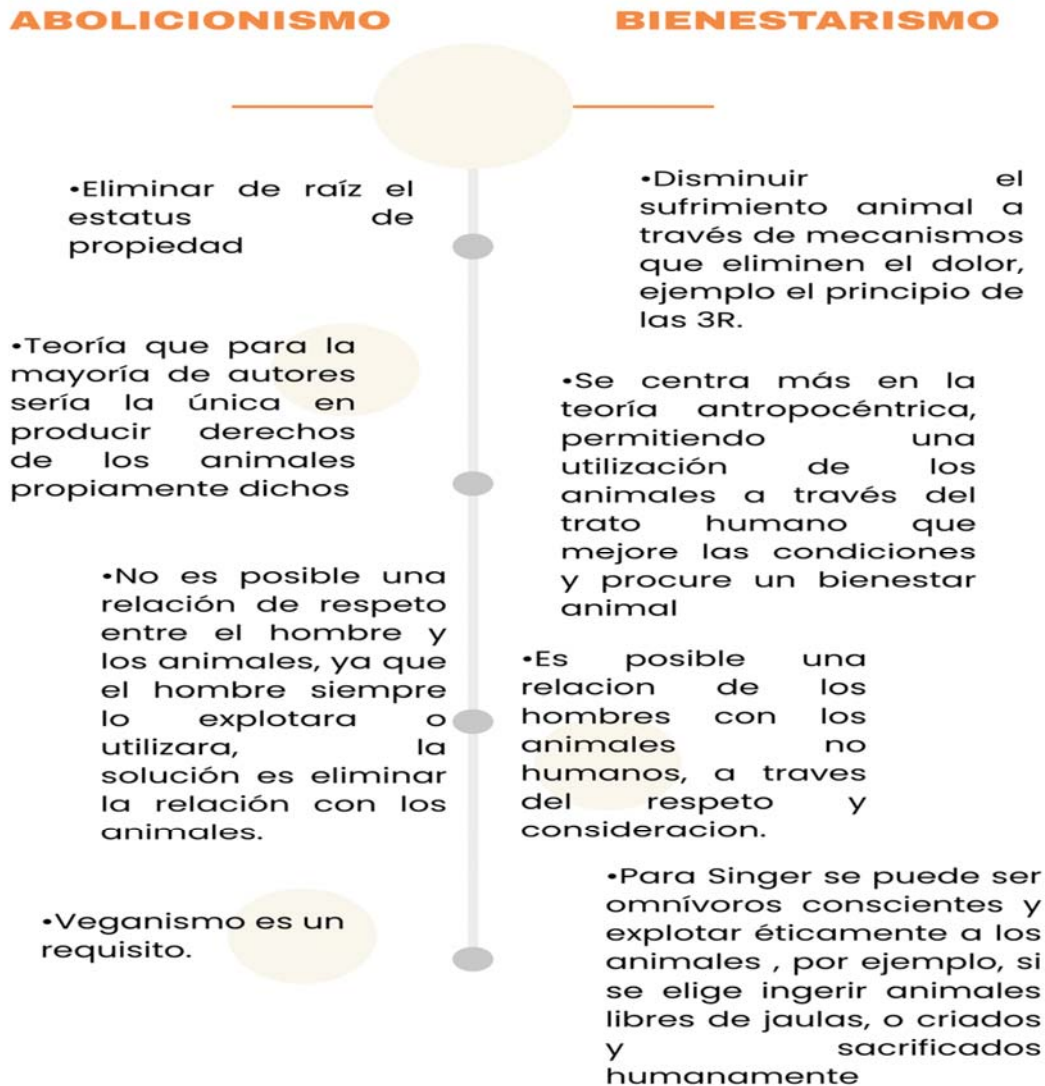 ABOLICIONISMO
•Eliminar de raíz el
estatus de
propiedad
•Teoría que para la
mayoría de autores
sería la única en
producir derechos
de los animales
propiamente dichos
•No es posible una
relación de respeto
entre el hombre y
los animales, ya que
el hombre siempre
lo explotara o
utilizara, la
solución es eliminar
la relación con los
animales.
•Veganismo es un
requisito.
BIENESTARISMO
•Disminuir el
sufrimiento animal a
través de mecanismos
que eliminen el dolor,
ejemplo el principio de
las 3R.
•Se centra más en la
teoría antropocéntrica,
permitiendo una
utilización de los
animales a través del
trato humano que
mejore las condiciones
y procure un bienestar
animal
•Es posible una
relacion de los
hombres con los
animales no
humanos, a traves
del respeto y
consideracion.
•Para Singer se puede ser
omnívoros conscientes y
explotar éticamente a los
animales , por ejemplo, si
se elige ingerir animales
libres de jaulas, o criados
y sacrificados
humanamente